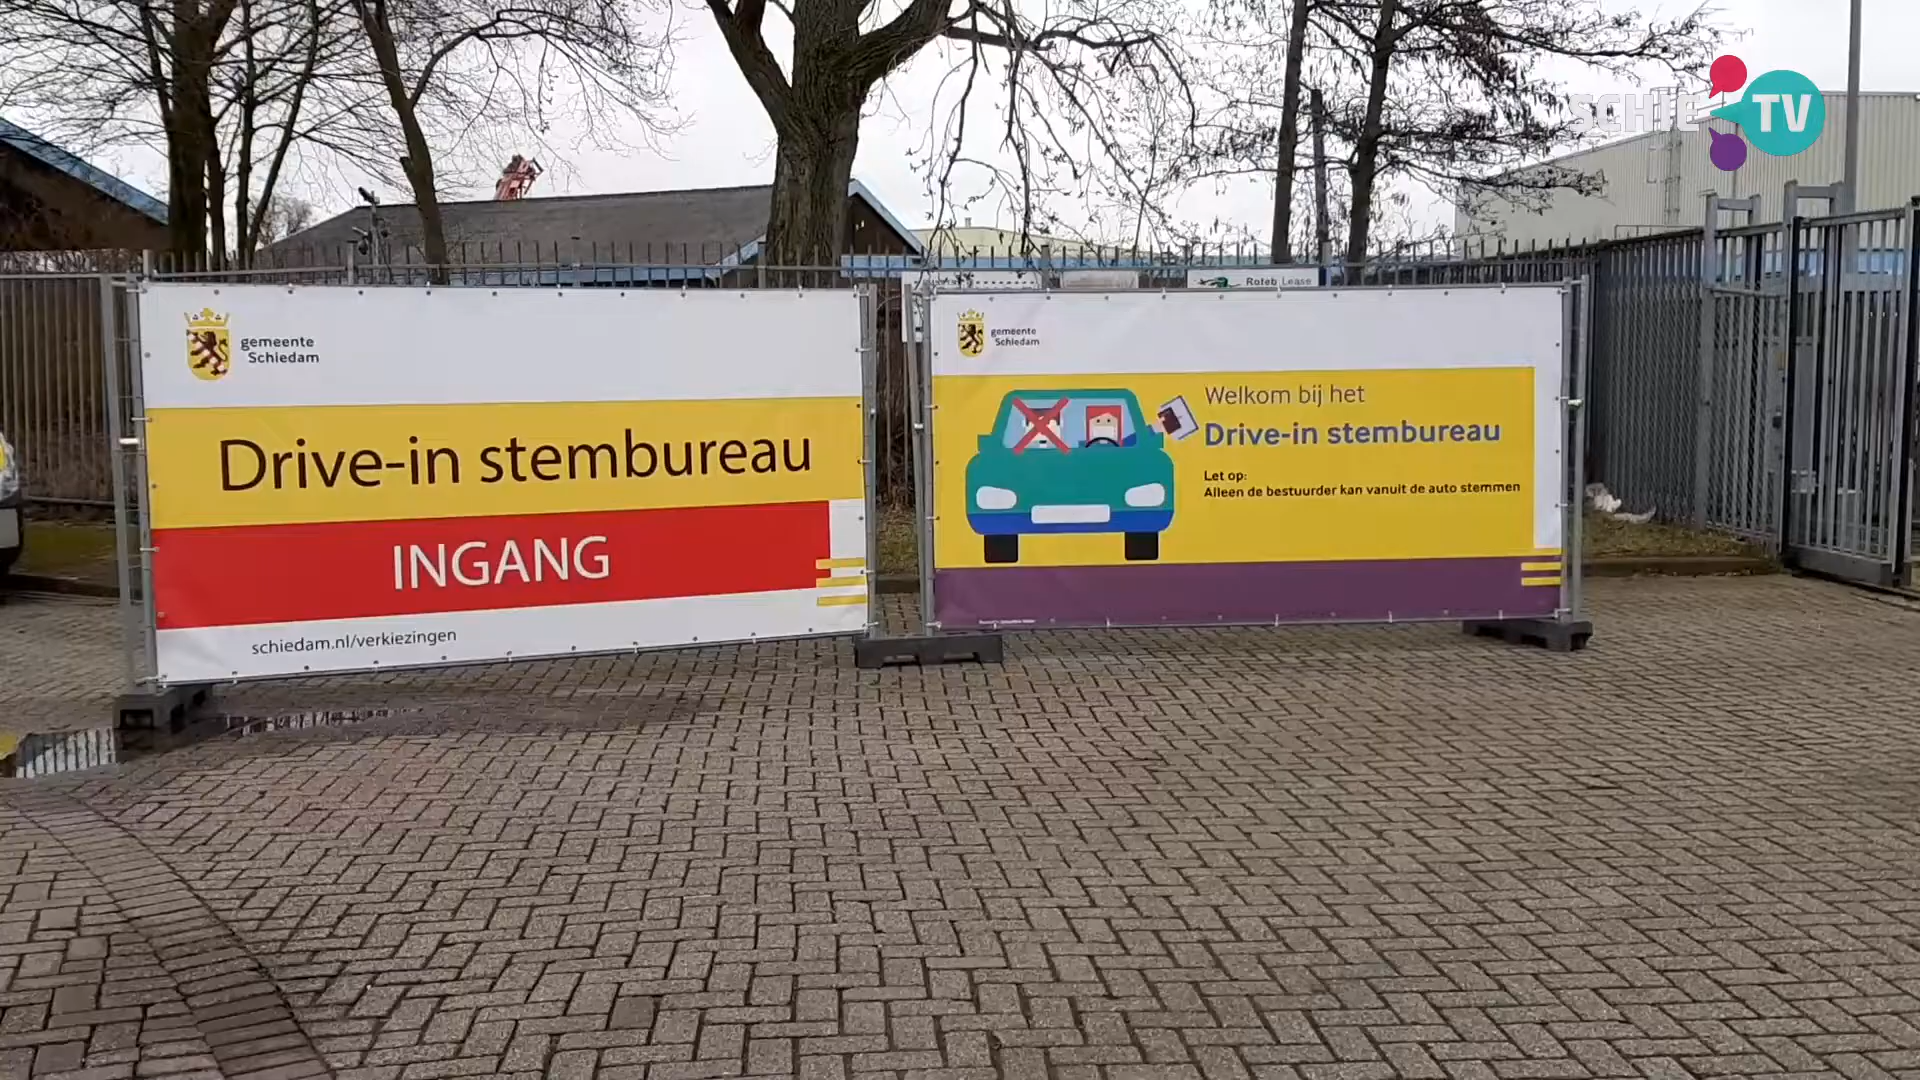 SCHIE TV
Roteb Lease
gemeente
Schiedam
Drive-in stembureau
INGANG
schiedam.nl/verkiezingen
gemeente
Schiedam
Welkom bij het
Drive-in stembureau
Let op:
Alleen de bestuurder kan vanuit de auto stemmen